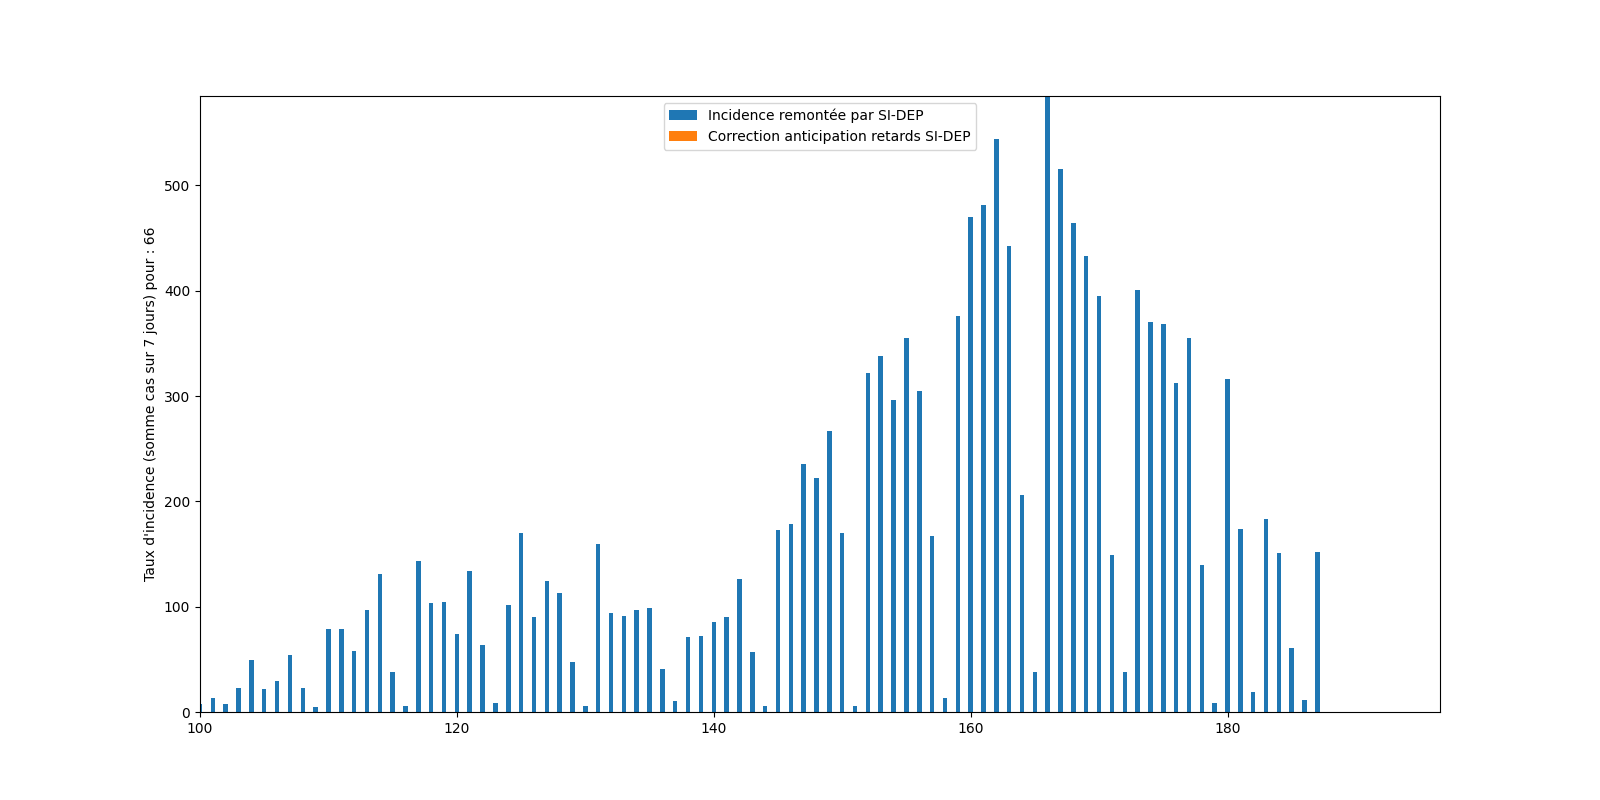 Incidence remontée par SI-DEP
Correction anticipation retards SI-DEP
Taux d'incidence (somme cas sur 7 jours) pour : 66
500
400
300
200
100
0
100 120 140 160 180